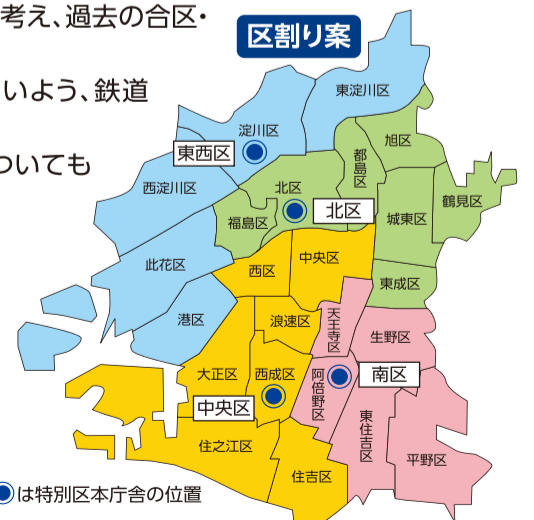 考え、過去の合区・
いよう、鉄道
ついても
区割り案
東淀川区
淀川区
東西区
旭区
都島区
西淀川区
北区
鶴見区
北区
福島区
城東区
中央区
此花区
西区
東成区
港区
浪速区
天王寺区
生野区
大正区
西成区
阿倍野区
南区
中央区
東住吉区
住之江区
平野区
住吉区
は特別区本庁舎の位置